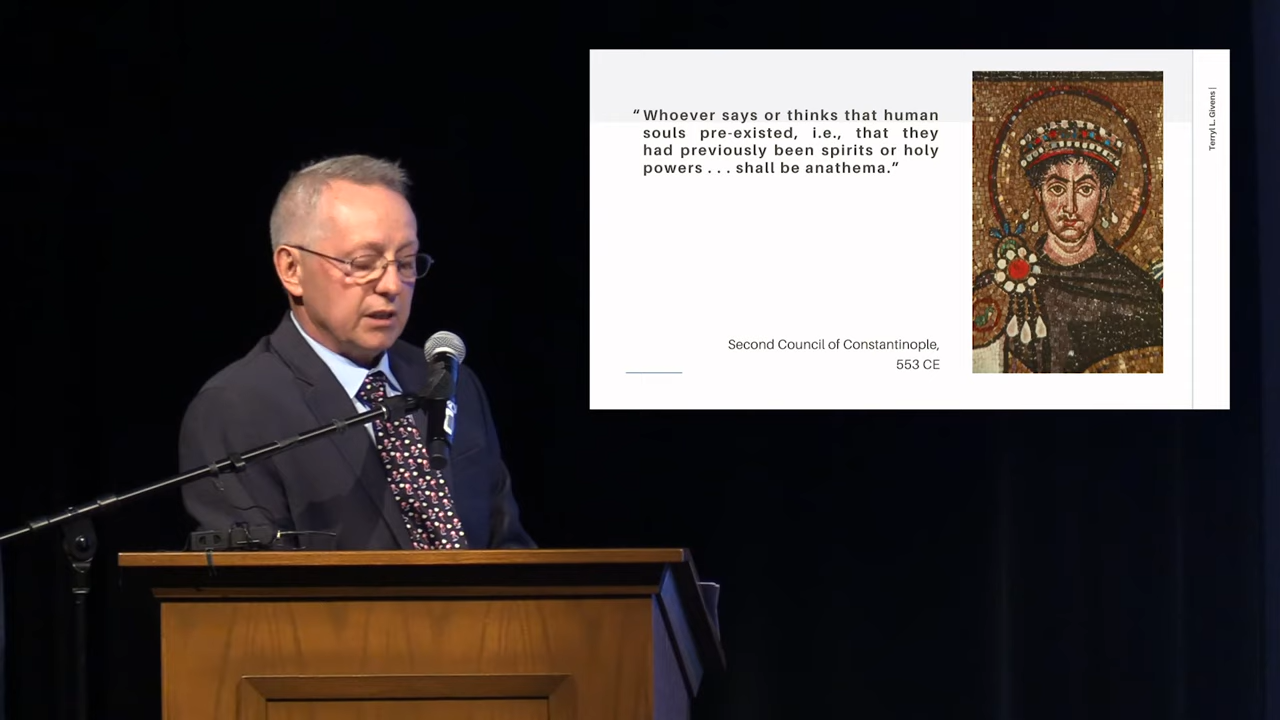 “Whoever says or thinks that human
souls pre-existed, i.e., that they
had previously been spirits or holy
powers . . . shall be anathema.”
Second Council of Constantinople,
553 CE
Terryl L. Givens |